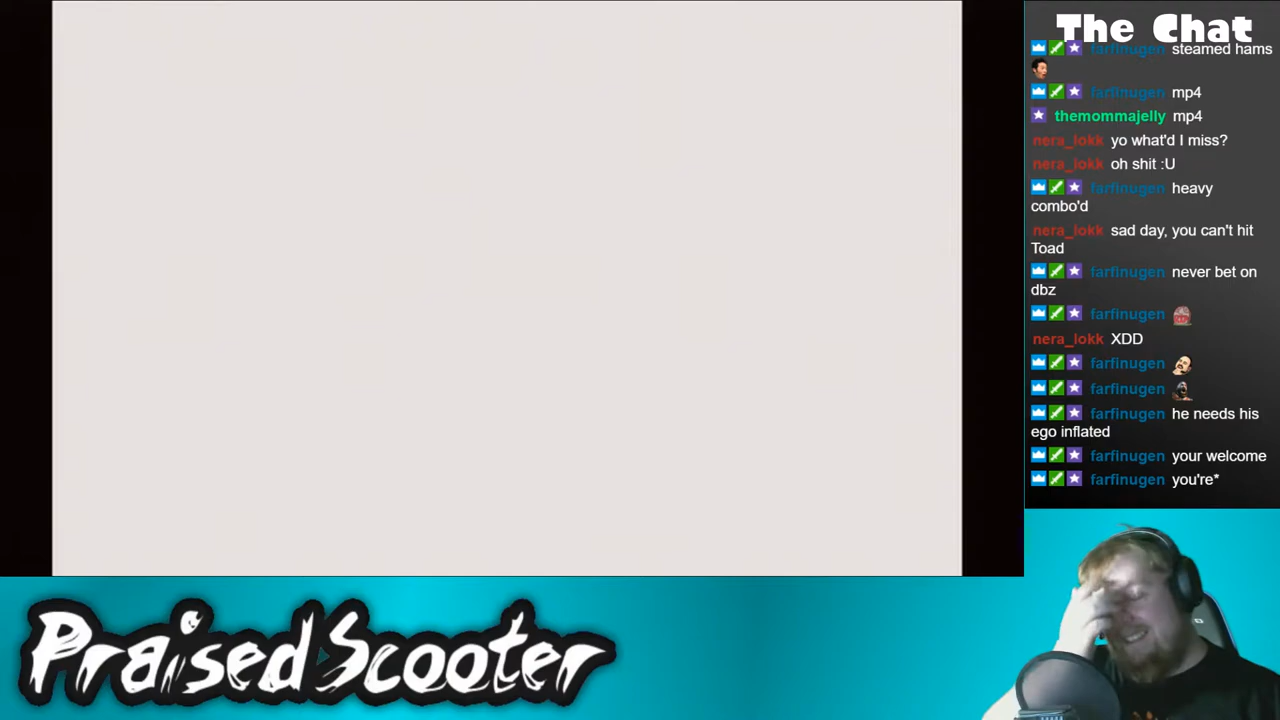 The Chat
farfinugen steamed hams
farfinugen mp4
themommajelly mp4
nera_lokk yo what'd I miss?
nera_lokk oh shit :U
farfinugen heavy
combo'd
nera_lokk sad day, you can't hit
Toad
farfinugen never bet on
dbz
farfinugen
nera_lokk XDD
farfinugen
farfinugen
farfinugen he needs his
ego inflated
farfinugen your welcome
farfinugen you're*
PraisedScooter